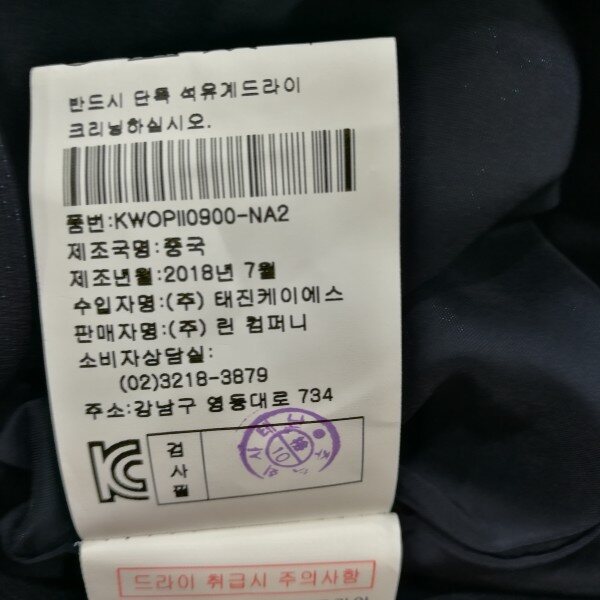 반드시 단독 석유계드라이
크리닝하십시오.
품번:KWOPII0900-NA2
제조국명:중국
제조년월:2018년 7월
수입자명:(주) 태진케이에스
판매자명:(주) 린 컴퍼니
소비자상담실:
(02)3218-3879
주소:강남구 영동대로 734
검
사
필
10
드라이 취급시 주의사항